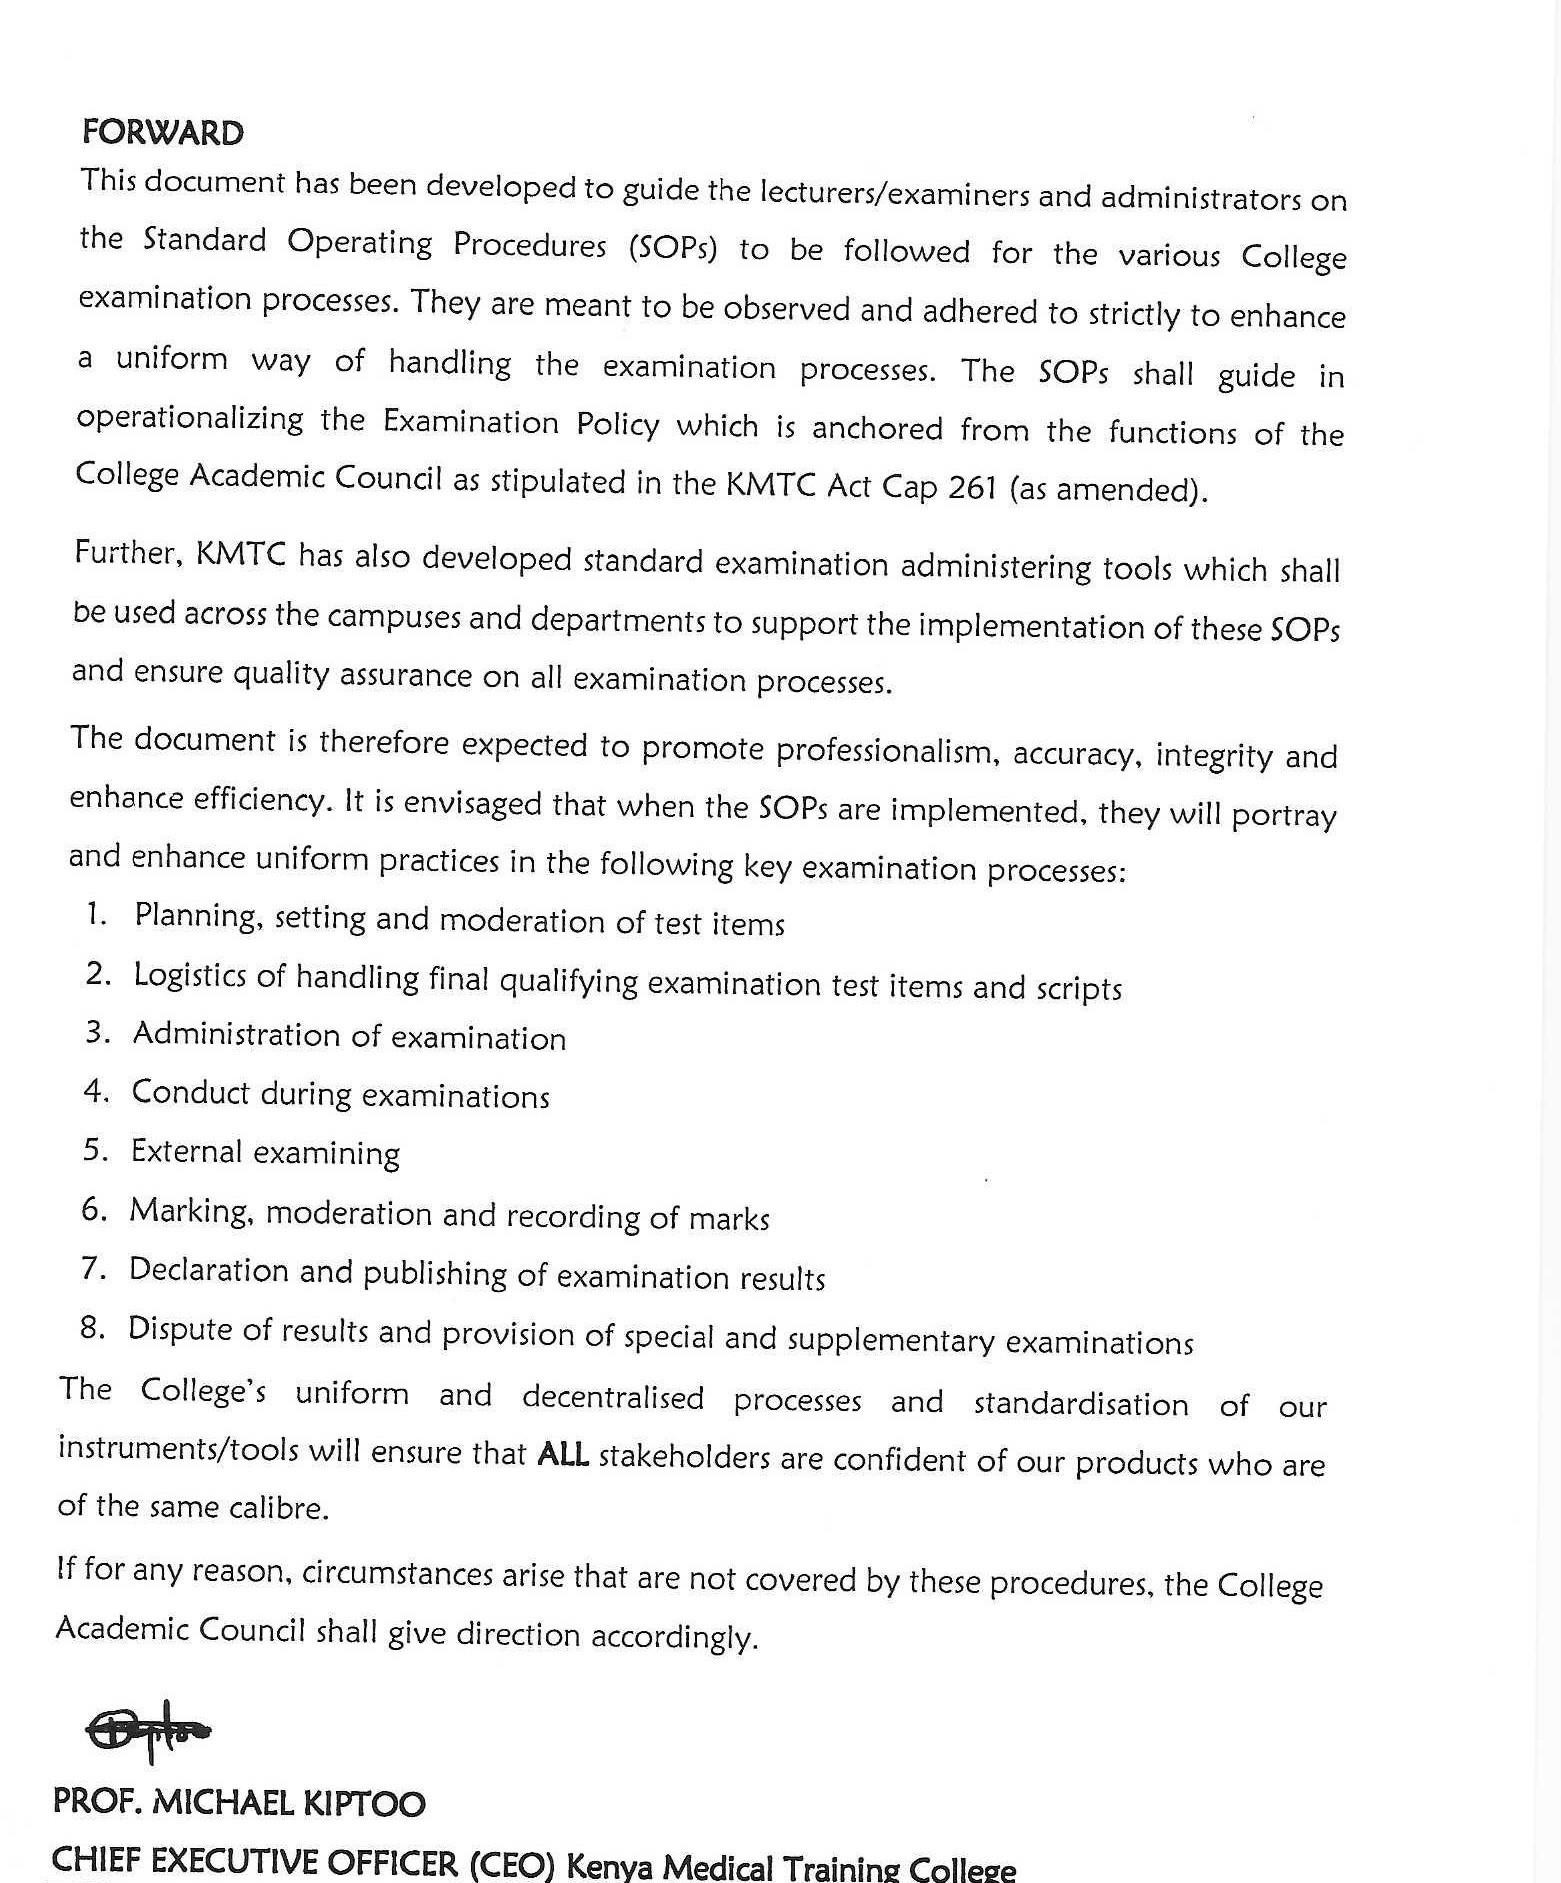 FORWARD
This document has been developed to guide the lecturers/examiners and administrators on
the Standard Operating Procedures (SOPs) to be followed for the various College
examination processes. They are meant to be observed and adhered to strictly to enhance
a uniform way of handling the examination processes. The SOPs shall guide in
operationalizing the Examination Policy which is anchored from the functions of the
College Academic Council as stipulated in the KMTC Act Cap 261 (as amended).
Further, KMTC has also developed standard examination administering tools which shall
be used across the campuses and departments to support the implementation of these SOPs
and ensure quality assurance on all examination processes.
The document is therefore expected to promote professionalism, accuracy, integrity and
enhance efficiency. It is envisaged that when the SOPs are implemented, they will portray
and enhance uniform practices in the following key examination processes:
1. Planning, setting and moderation of test items
2. Logistics of handling final qualifying examination test items and scripts
3. Administration of examination
4. Conduct during examinations
5. External examining
6. Marking, moderation and recording of marks
7. Declaration and publishing of examination results
8. Dispute of results and provision of special and supplementary examinations
The College's uniform and decentralised processes and standardisation of our
instruments/tools will ensure that ALL stakeholders are confident of our products who are
of the same calibre.
If for any reason, circumstances arise that are not covered by these procedures, the College
Academic Council shall give direction accordingly.
PROF. MICHAEL KIPTOO
CHIEF EXECUTIVE OFFICER (CEO) Kenya Medical Training College